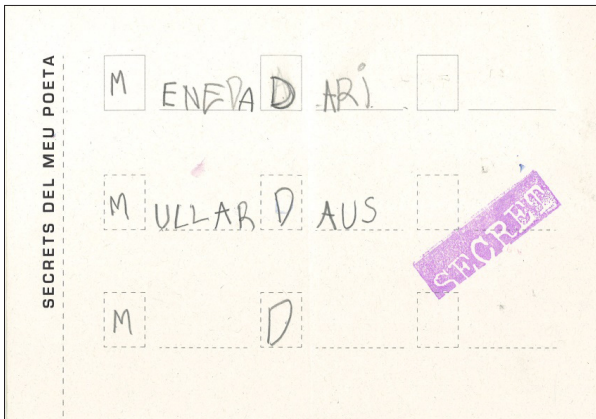 SECRETS DEL MEU POETA
M ENEPA D ARI
M ULLAR D AUS
SECRET
M D